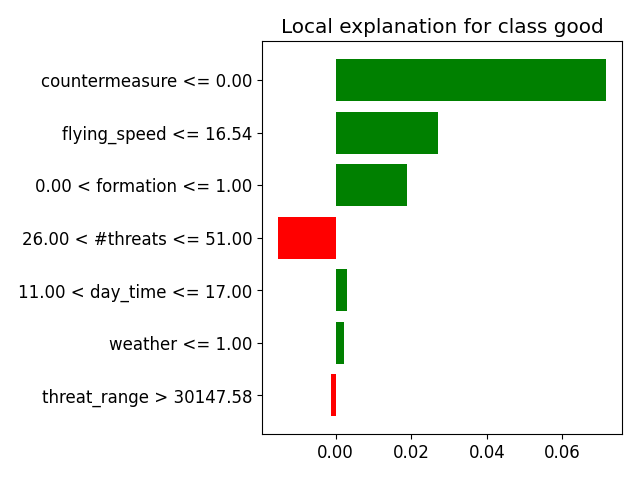 Local explanation for class good
countermeasure <= 0.00
flying_speed <= 16.54
0.00 < formation <= 1.00
26.00 < #threats <= 51.00
11.00 < day_time <= 17.00
weather <= 1.00
threat_range > 30147.58
0.00 0.02 0.04 0.06